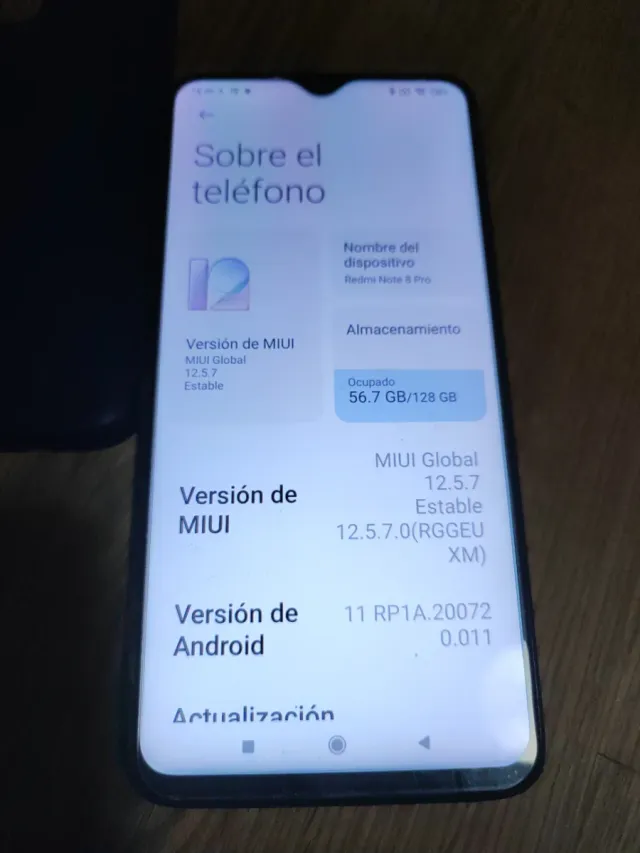 Sobre el
teléfono
12
Versión de MIUI
MIUI Global
12.5.7
Estable
Nombre del
dispositivo
Redmi Note 8 Pro
Almacenamiento
Ocupado
56.7 GB/128 GB
Versión de
MIUI
MIUI Global
12.5.7
Estable
12.5.7.0(RGGEU
XM)
Versión de
Android
11 RP1A.20072
0.011
Actualización